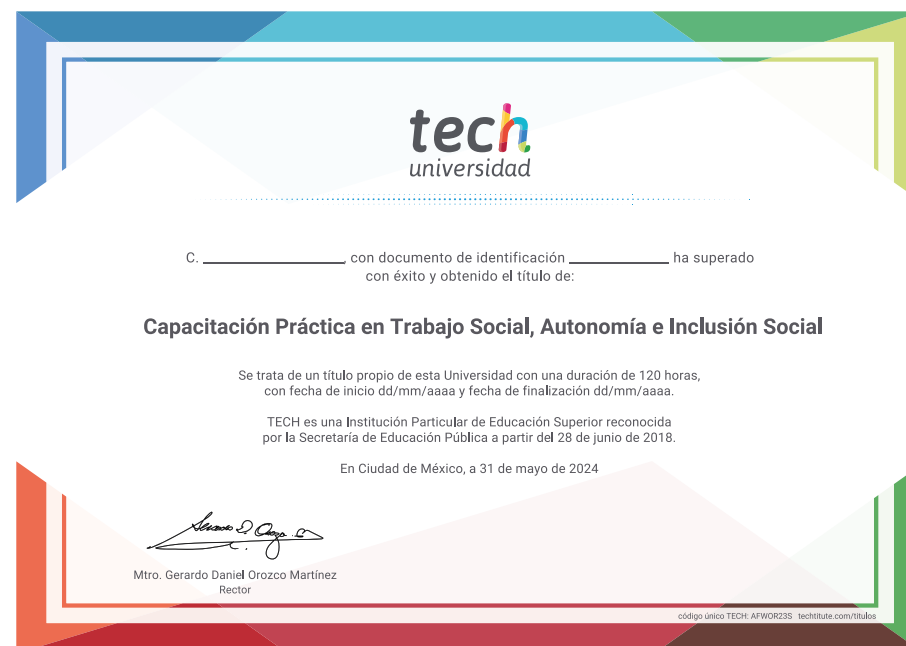 tech
universidad
C. ____________, con documento de identificación ____________ ha superado
con éxito y obtenido el título de:
Capacitación Práctica en Trabajo Social, Autonomía e Inclusión Social
Se trata de un título propio de esta Universidad con una duración de 120 horas,
con fecha de inicio dd/mm/aaaa y fecha de finalización dd/mm/aaaa.
TECH es una Institución Particular de Educación Superior reconocida
por la Secretaría de Educación Pública a partir del 28 de junio de 2018.
En Ciudad de México, a 31 de mayo de 2024
Mtro. Gerardo Daniel Orozco Martínez
Rector
código único TECH: AFWOR23S techtitute.com/titulos